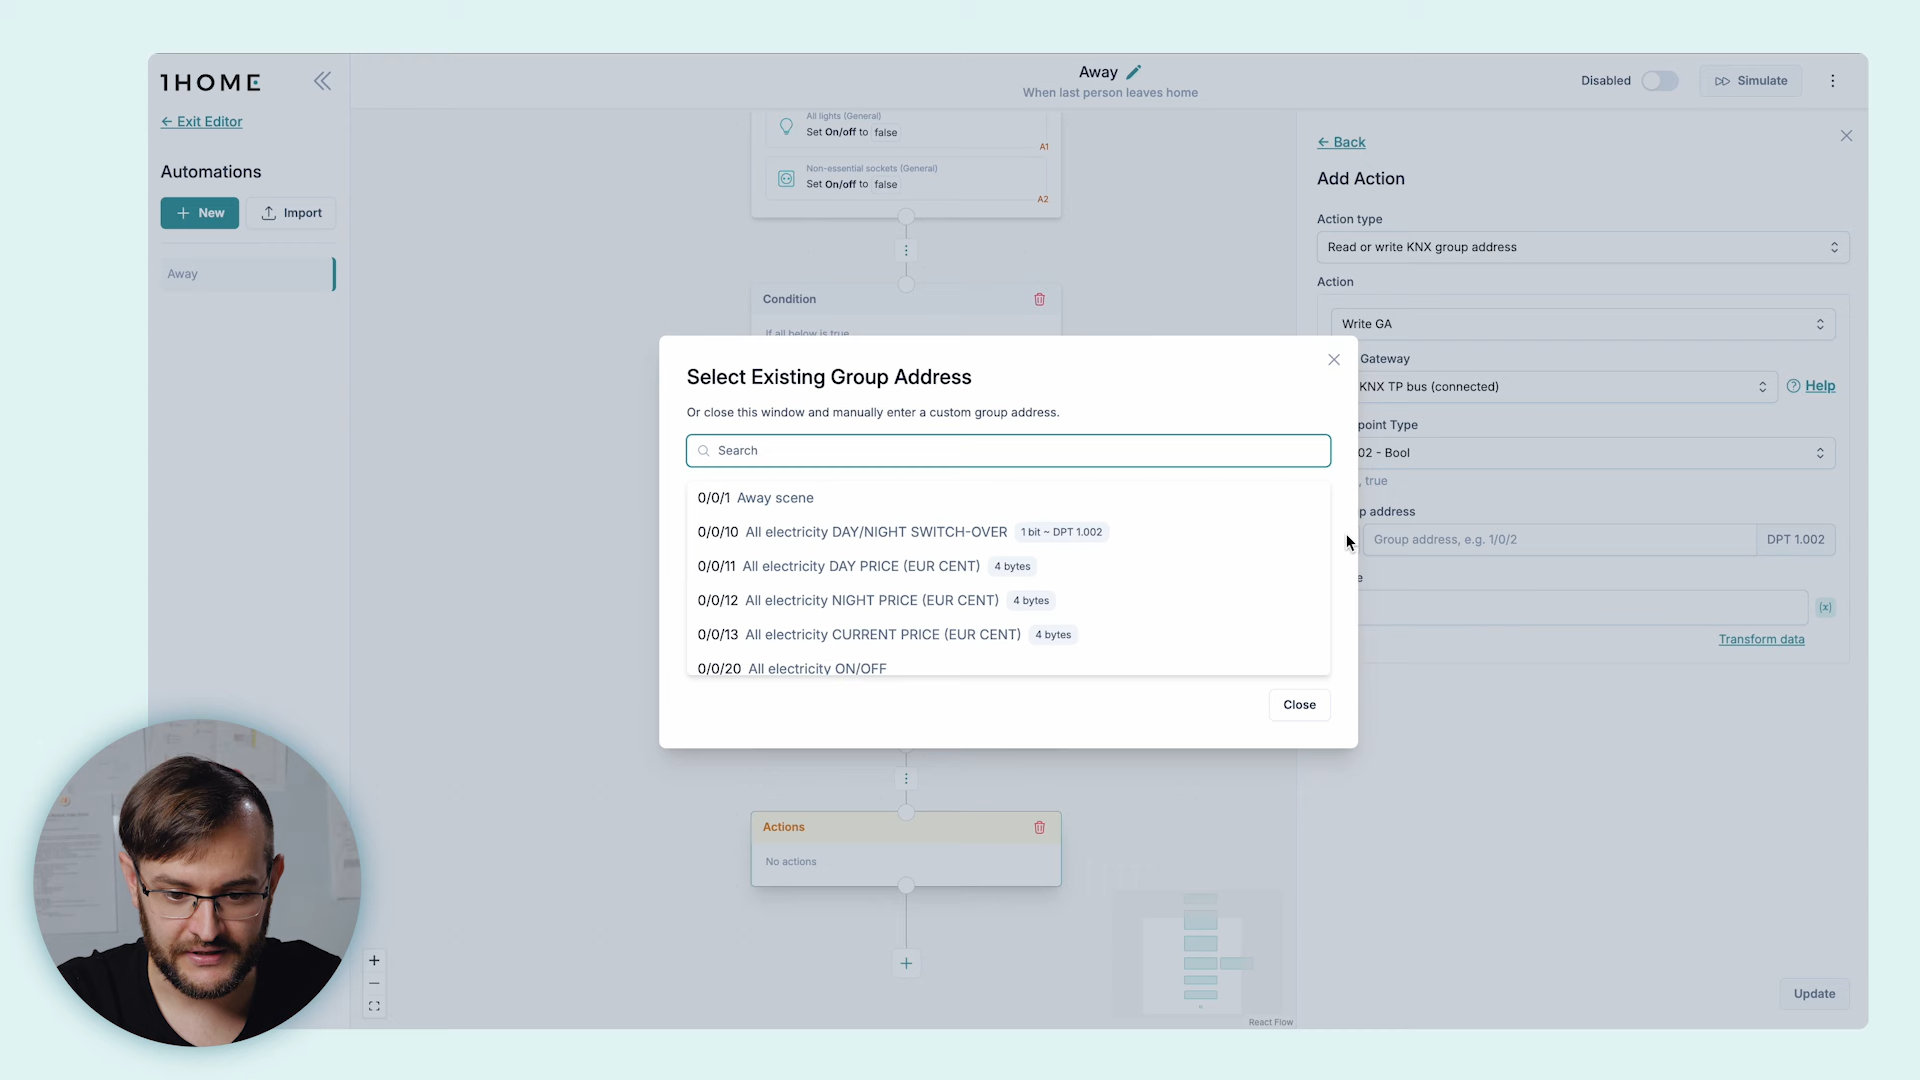 1HOME
← Exit Editor
Automations
New
Import
Away
Away
When last person leaves home
Disabled
Simulate
All lights (General)
Set On/off to false
A1
Non-essential sockets (General)
Set On/off to false
A2
Condition
If all below is true
Select Existing Group Address
Or close this window and manually enter a custom group address.
Search
0/0/1 Away scene
0/0/10 All electricity DAY/NIGHT SWITCH-OVER 1 bit ~ DPT 1.002
0/0/11 All electricity DAY PRICE (EUR CENT) 4 bytes
0/0/12 All electricity NIGHT PRICE (EUR CENT) 4 bytes
0/0/13 All electricity CURRENT PRICE (EUR CENT) 4 bytes
0/0/20 All electricity ON/OFF
Close
Actions
No actions
React Flow
← Back
Add Action
Action type
Read or write KNX group address
Action
Write GA
Gateway
KNX TP bus (connected)
Help
point Type
02 - Bool
, true
p address
Group address, e.g. 1/0/2
DPT 1.002
e
(x)
Transform data
Update